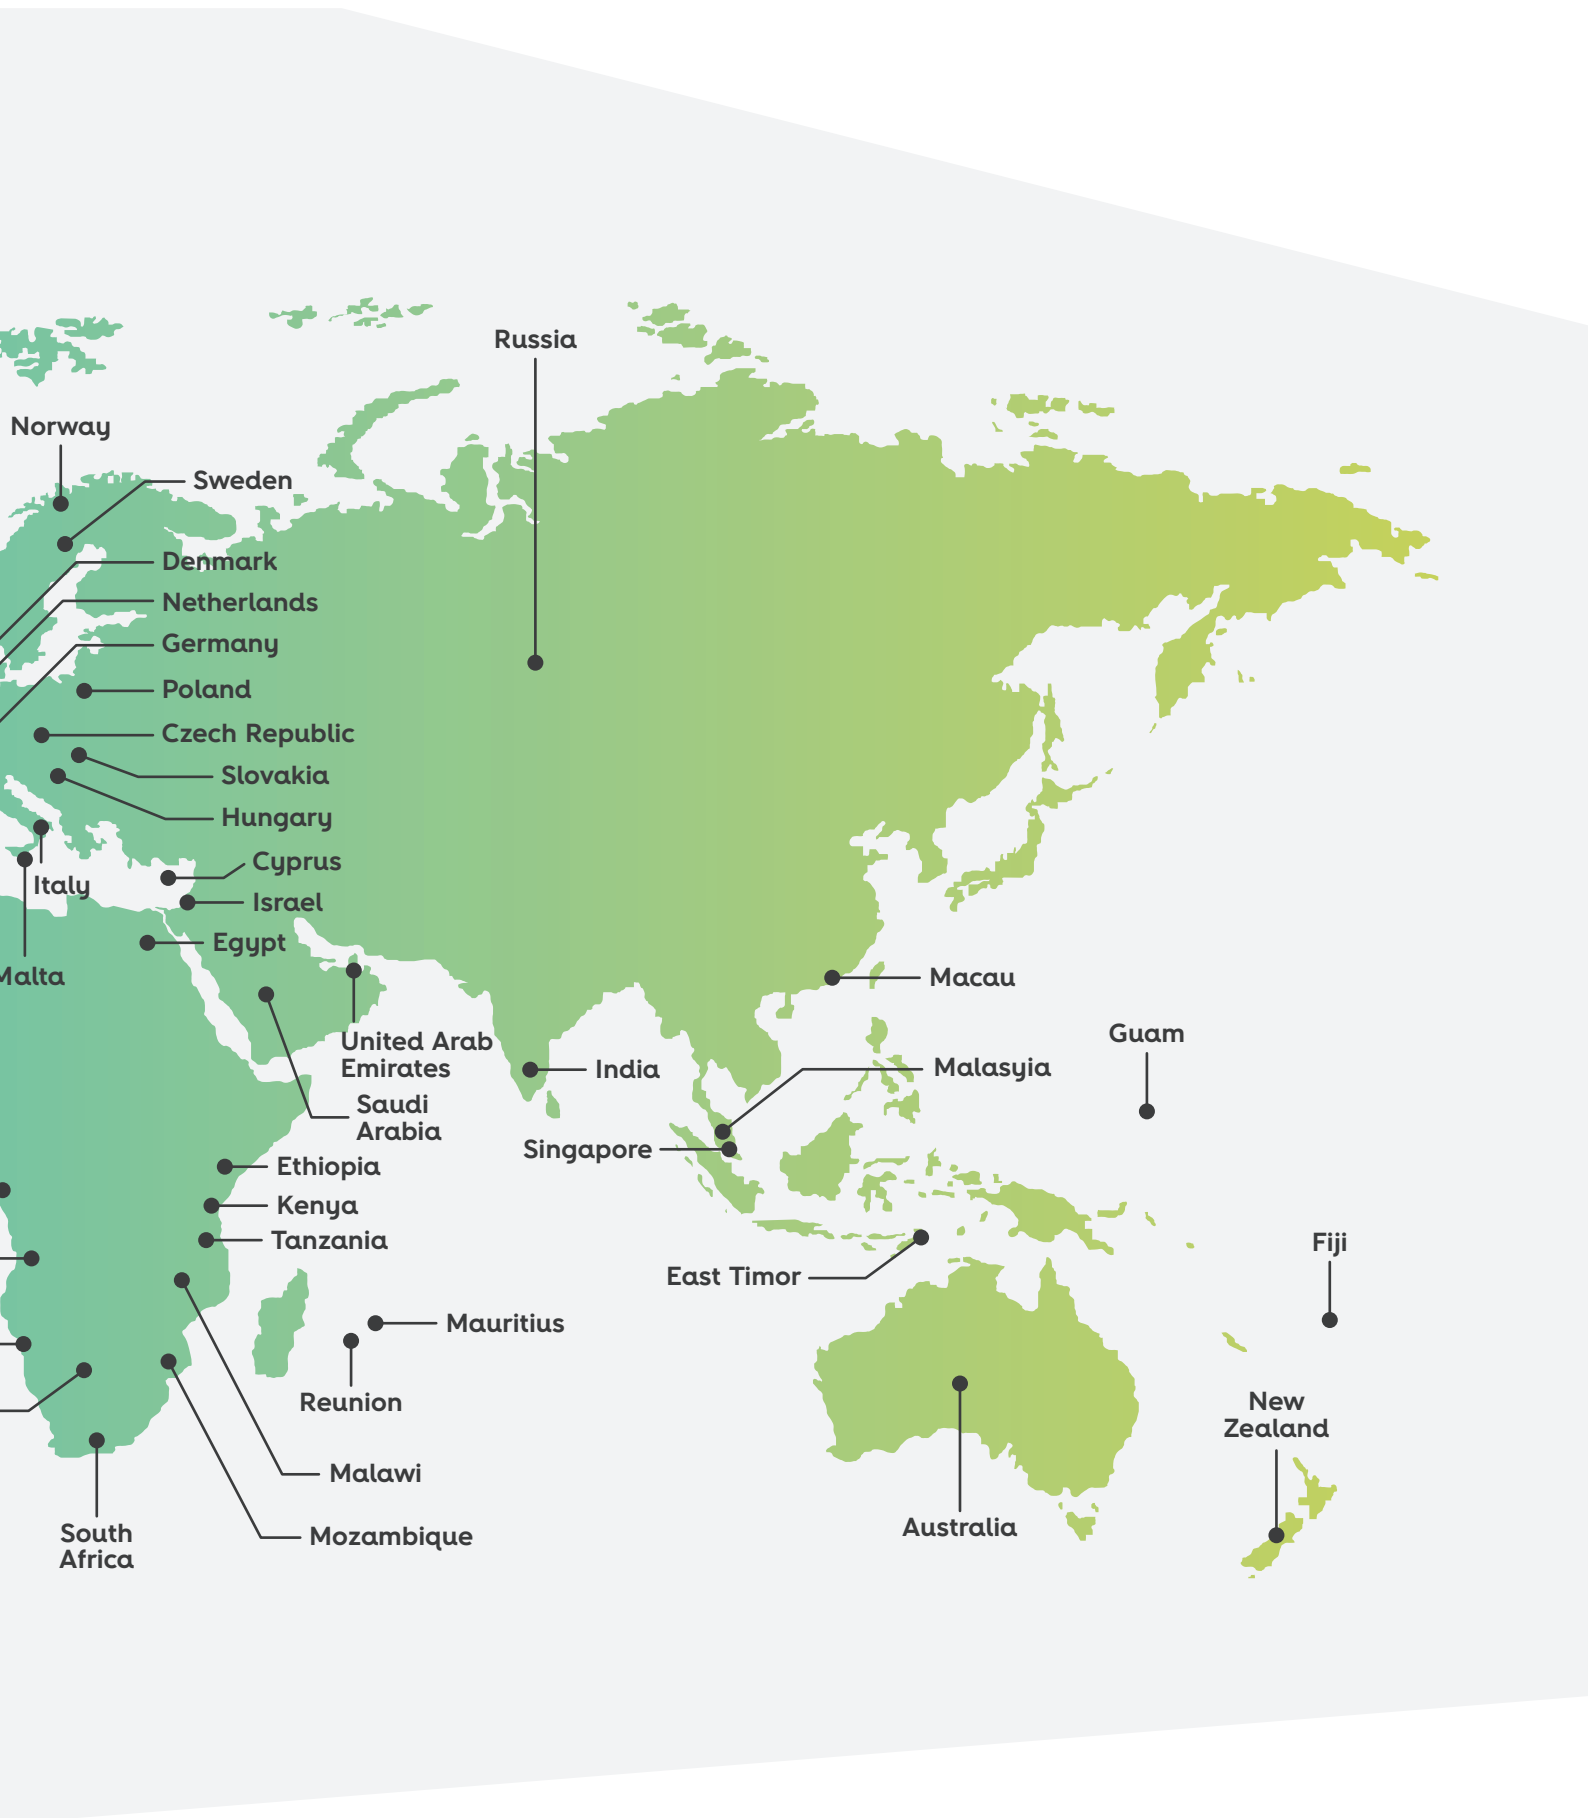 Russia
Norway
Sweden
Denmark
Netherlands
Germany
Poland
Czech Republic
Slovakia
Hungary
Cyprus
Italy
Israel
Egypt
Malta
Macau
United Arab
Emirates
Guam
India
Malasyia
Saudi
Arabia
Singapore
Ethiopia
Kenya
Tanzania
Fiji
East Timor
Mauritius
Reunion
New
Zealand
Malawi
Australia
South
Africa
Mozambique